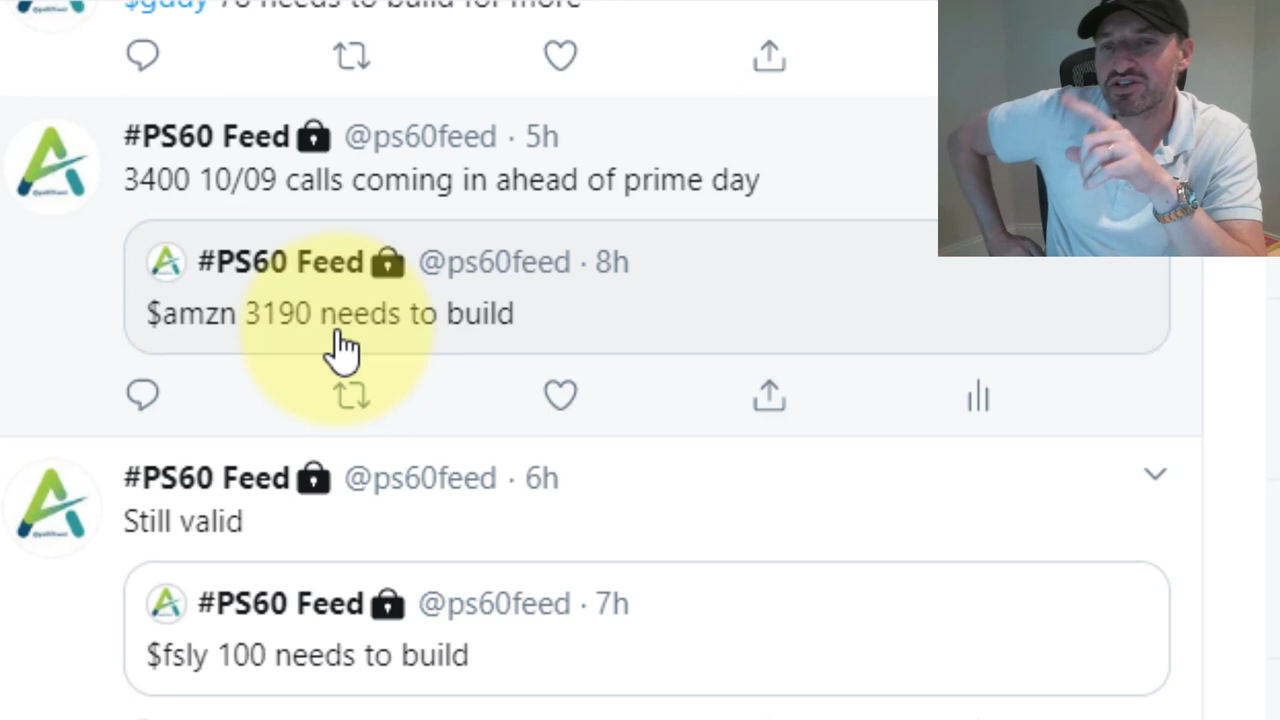 #PS60 Feed @ps60feed · 5h
3400 10/09 calls coming in ahead of prime day
#PS60 Feed @ps60feed · 8h
$amzn 3190 needs to build
#PS60 Feed @ps60feed · 6h
Still valid
#PS60 Feed @ps60feed · 7h
$fsly 100 needs to build